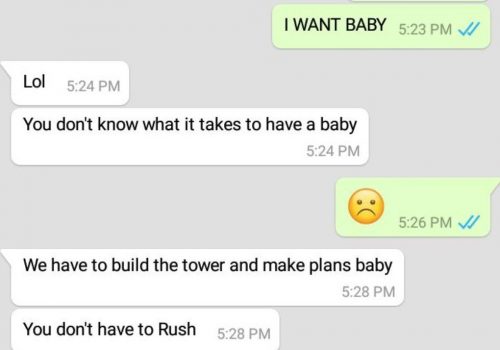 I WANT BABY 5:23 PM
Lol 5:24 PM
You don't know what it takes to have a baby
5:24 PM
5:26 PM
We have to build the tower and make plans baby
5:28 PM
You don't have to Rush 5:28 PM